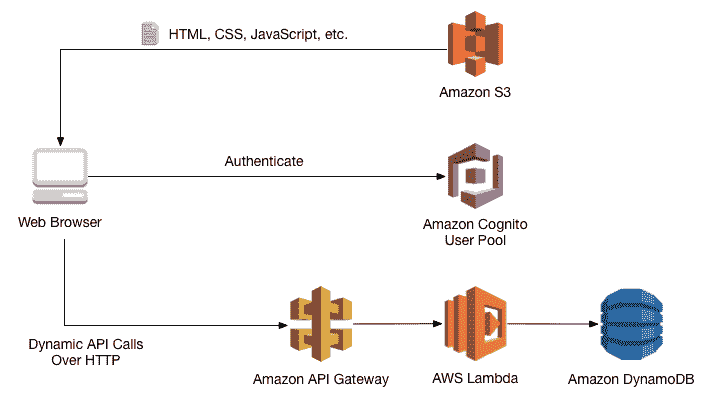 HTML, CSS, JavaScript, etc.
Amazon S3
Authenticate
Web Browser
Amazon Cognito
User Pool
Dynamic API Calls
Over HTTP
Amazon API Gateway
AWS Lambda
Amazon DynamoDB